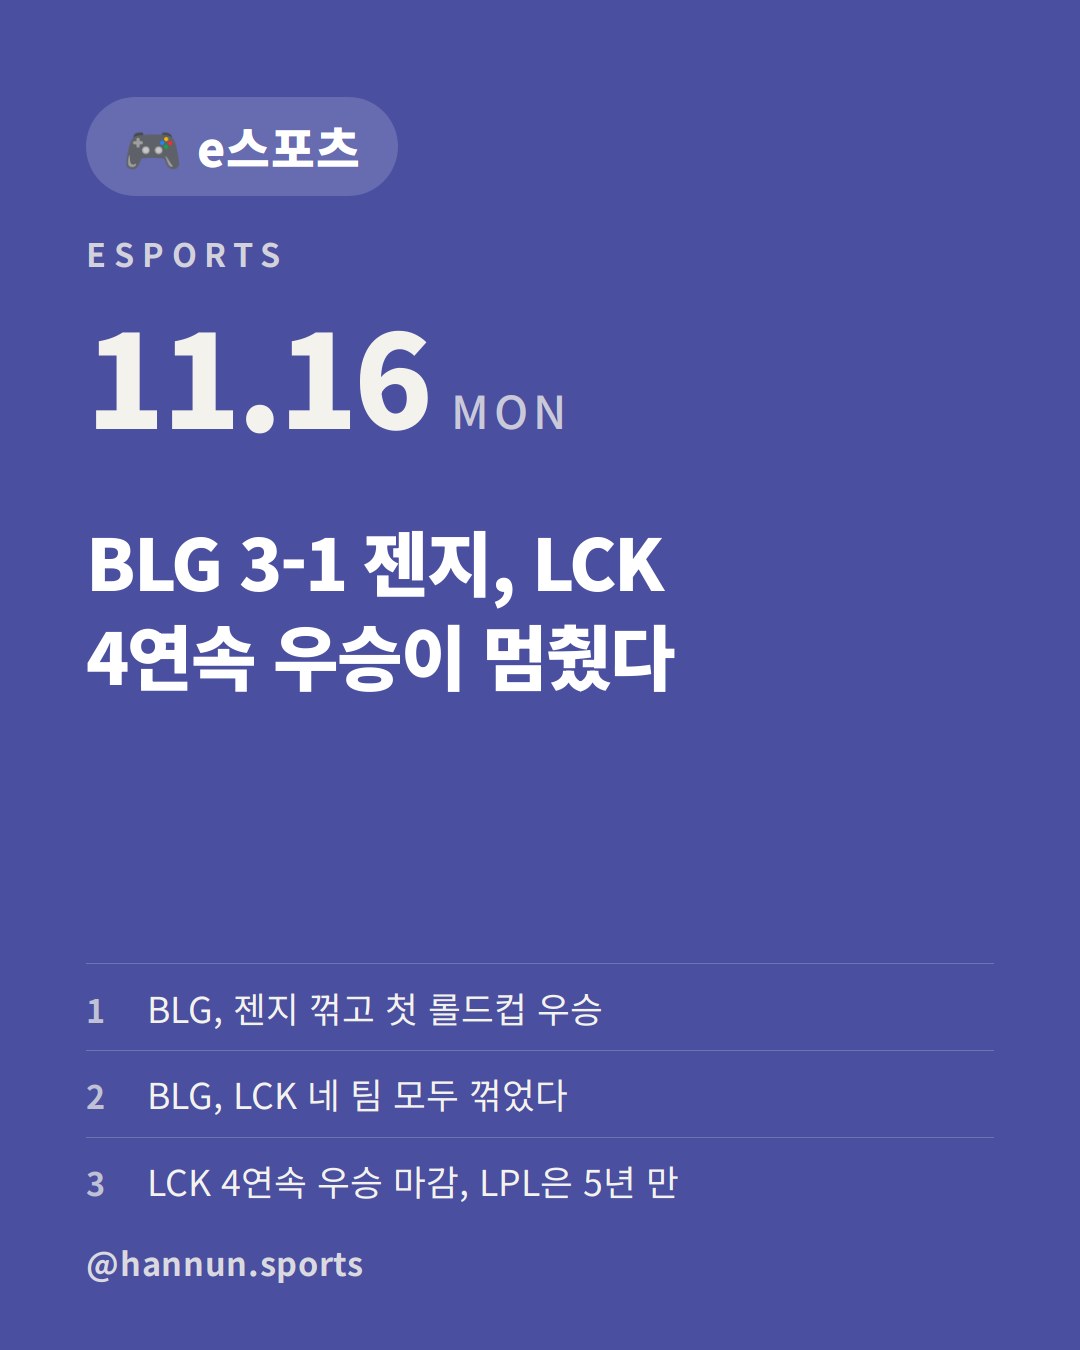 🎮 e스포츠
ESPORTS
11.16 MON
BLG 3-1 젠지, LCK
4연속 우승이 멈췄다
1 BLG, 젠지 꺾고 첫 롤드컵 우승
2 BLG, LCK 네 팀 모두 꺾었다
3 LCK 4연속 우승 마감, LPL은 5년 만
@hannun.sports